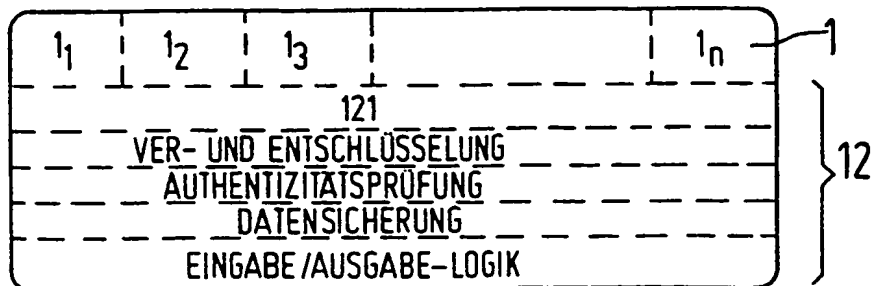 1₁ 1₂ 1₃ 1ₙ 1
121
VER- UND ENTSCHLÜSSELUNG
AUTHENTIZITÄTSPRÜFUNG
12
DATENSICHERUNG
EINGABE/AUSGABE-LOGIK